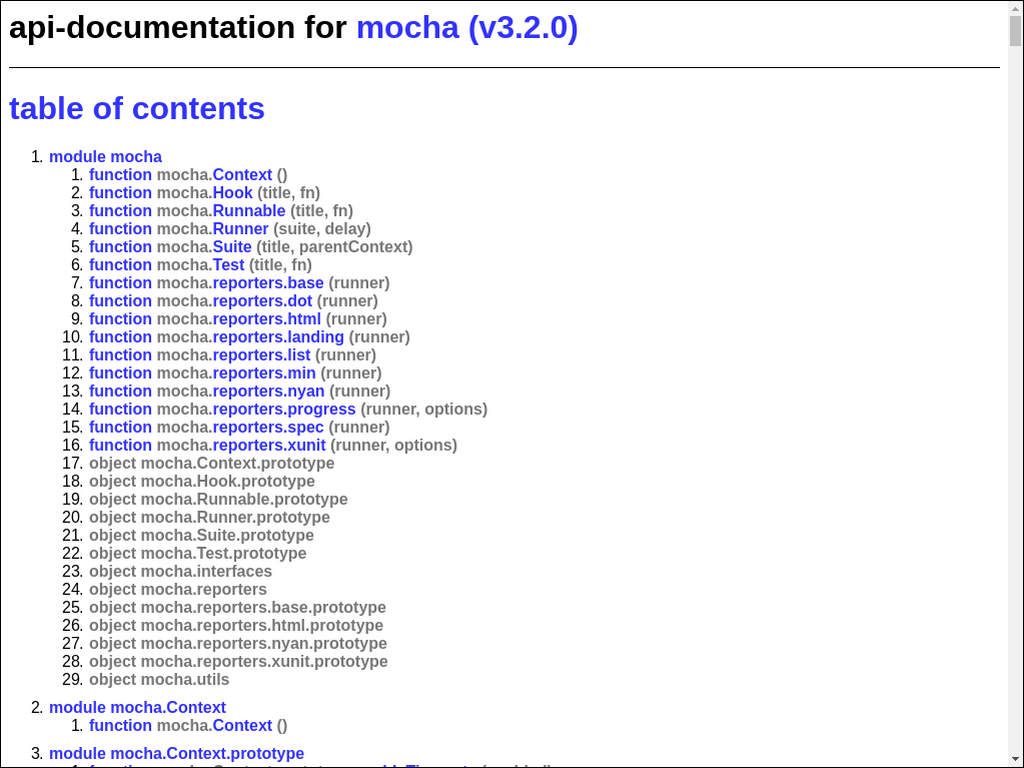 api-documentation for mocha (v3.2.0)
table of contents
1. module mocha
1. function mocha.Context ()
2. function mocha.Hook (title, fn)
3. function mocha.Runnable (title, fn)
4. function mocha.Runner (suite, delay)
5. function mocha.Suite (title, parentContext)
6. function mocha.Test (title, fn)
7. function mocha.reporters.base (runner)
8. function mocha.reporters.dot (runner)
9. function mocha.reporters.html (runner)
10. function mocha.reporters.landing (runner)
11. function mocha.reporters.list (runner)
12. function mocha.reporters.min (runner)
13. function mocha.reporters.nyan (runner)
14. function mocha.reporters.progress (runner, options)
15. function mocha.reporters.spec (runner)
16. function mocha.reporters.xunit (runner, options)
17. object mocha.Context.prototype
18. object mocha.Hook.prototype
19. object mocha.Runnable.prototype
20. object mocha.Runner.prototype
21. object mocha.Suite.prototype
22. object mocha.Test.prototype
23. object mocha.interfaces
24. object mocha.reporters
25. object mocha.reporters.base.prototype
26. object mocha.reporters.html.prototype
27. object mocha.reporters.nyan.prototype
28. object mocha.reporters.xunit.prototype
29. object mocha.utils
2. module mocha.Context
1. function mocha.Context ()
3. module mocha.Context.prototype